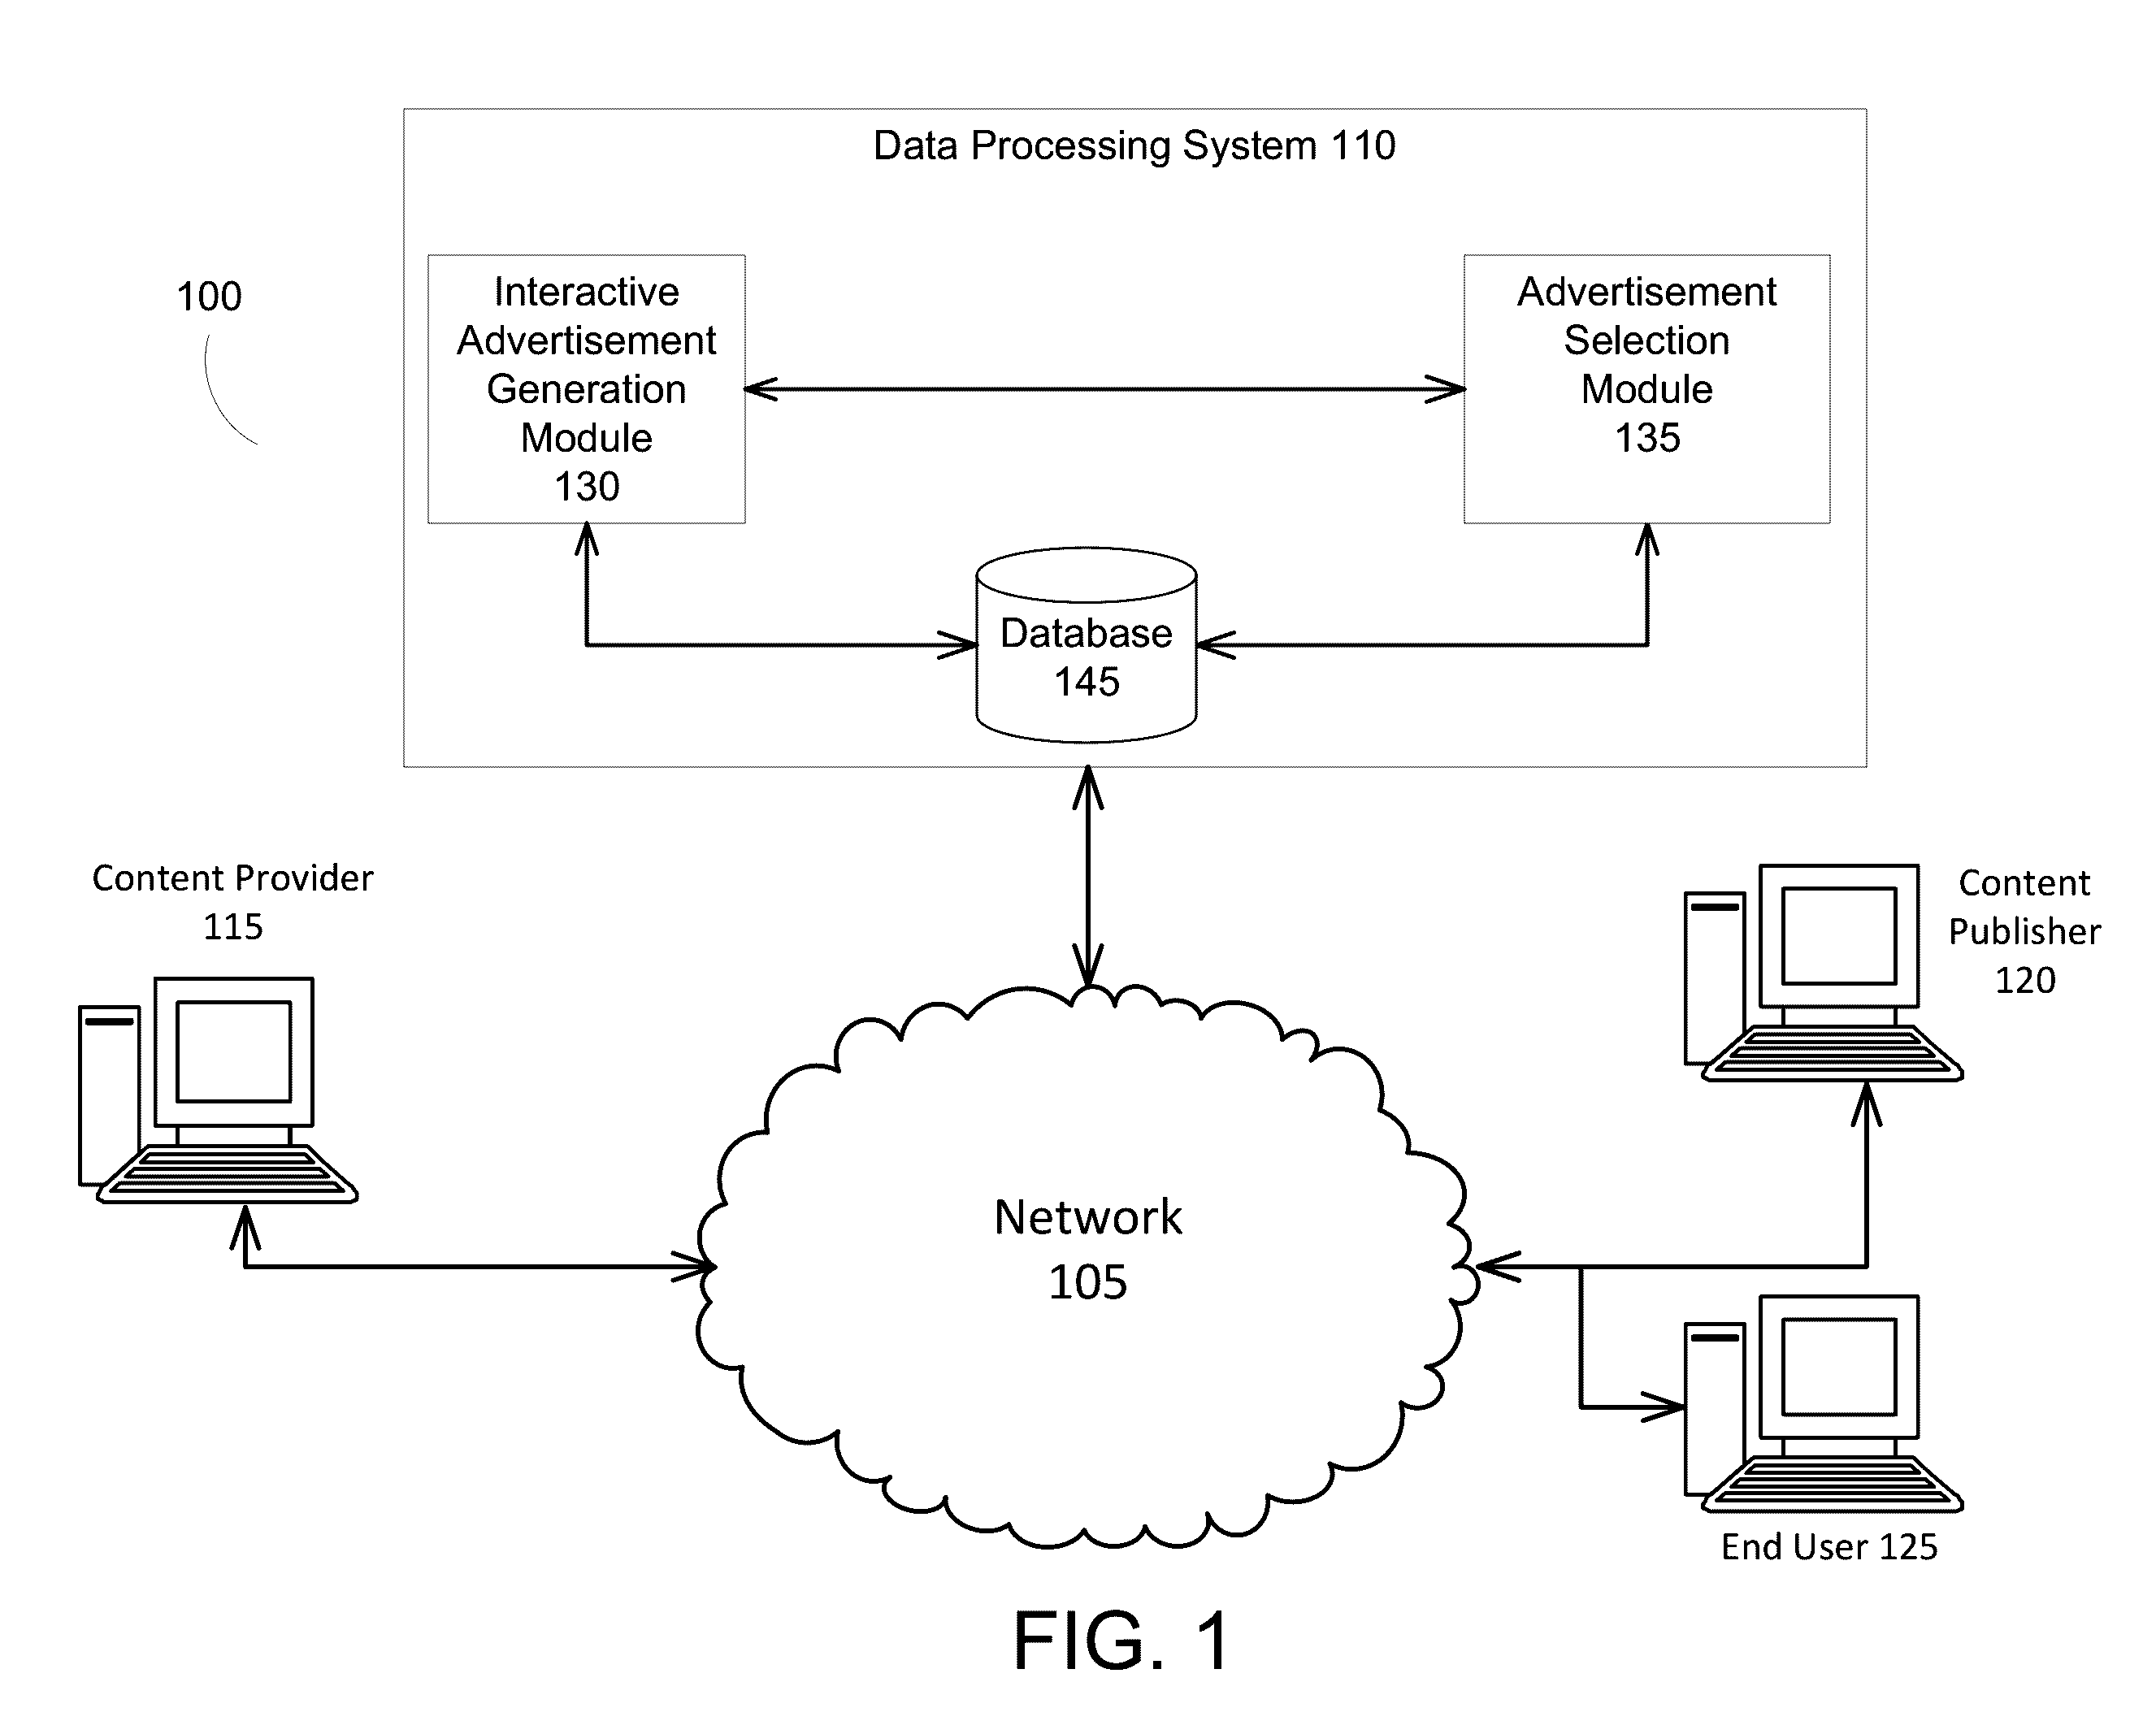 Data Processing System 110
100
Interactive
Advertisement
Generation
Module
130
Advertisement
Selection
Module
135
Database
145
Content Provider
115
Content
Publisher
120
Network
105
End User 125
FIG. 1